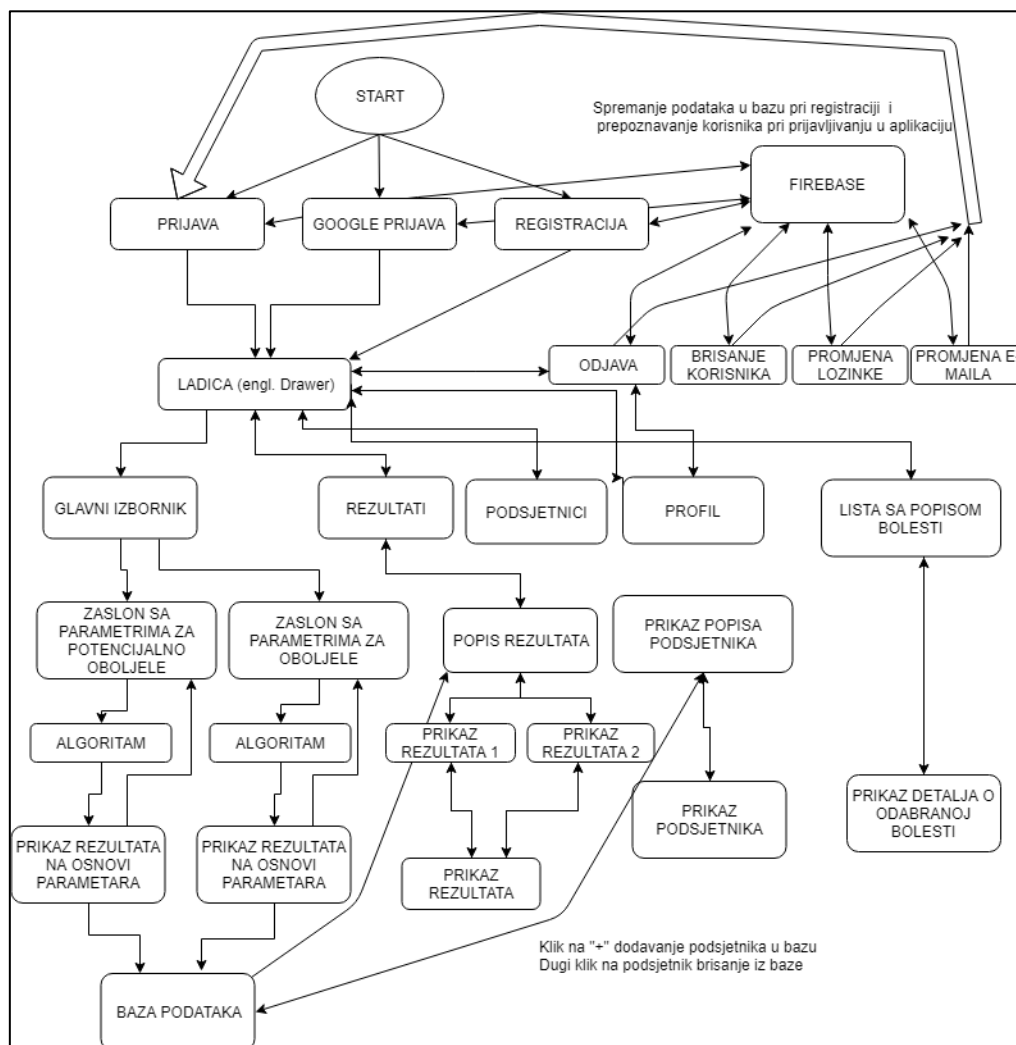 START
Spremanje podataka u bazu pri registraciji i
prepoznavanje korisnika pri prijavljivanju u aplikaciju
FIREBASE
PRIJAVA
GOOGLE PRIJAVA
REGISTRACIJA
LADICA (engl. Drawer)
ODJAVA
BRISANJE
KORISNIKA
PROMJENA
LOZINKE
PROMJENA E-
MAILA
GLAVNI IZBORNIK
REZULTATI
PODSJETNICI
PROFIL
LISTA SA POPISOM
BOLESTI
ZASLON SA
PARAMETRIMA ZA
POTENCIJALNO
OBOLJELE
ZASLON SA
PARAMETRIMA ZA
OBOLJELE
POPIS REZULTATA
PRIKAZ POPISA
PODSJETNIKA
ALGORITAM
ALGORITAM
PRIKAZ
REZULTATA 1
PRIKAZ
REZULTATA 2
PRIKAZ
PODSJETNIKA
PRIKAZ DETALJA O
ODABRANOJ
BOLESTI
PRIKAZ REZULTATA
NA OSNOVI
PARAMETARA
PRIKAZ REZULTATA
NA OSNOVI
PARAMETARA
PRIKAZ
REZULTATA
Klik na "+" dodavanje podsjetnika u bazu
Dugi klik na podsjetnik brisanje iz baze
BAZA PODATAKA